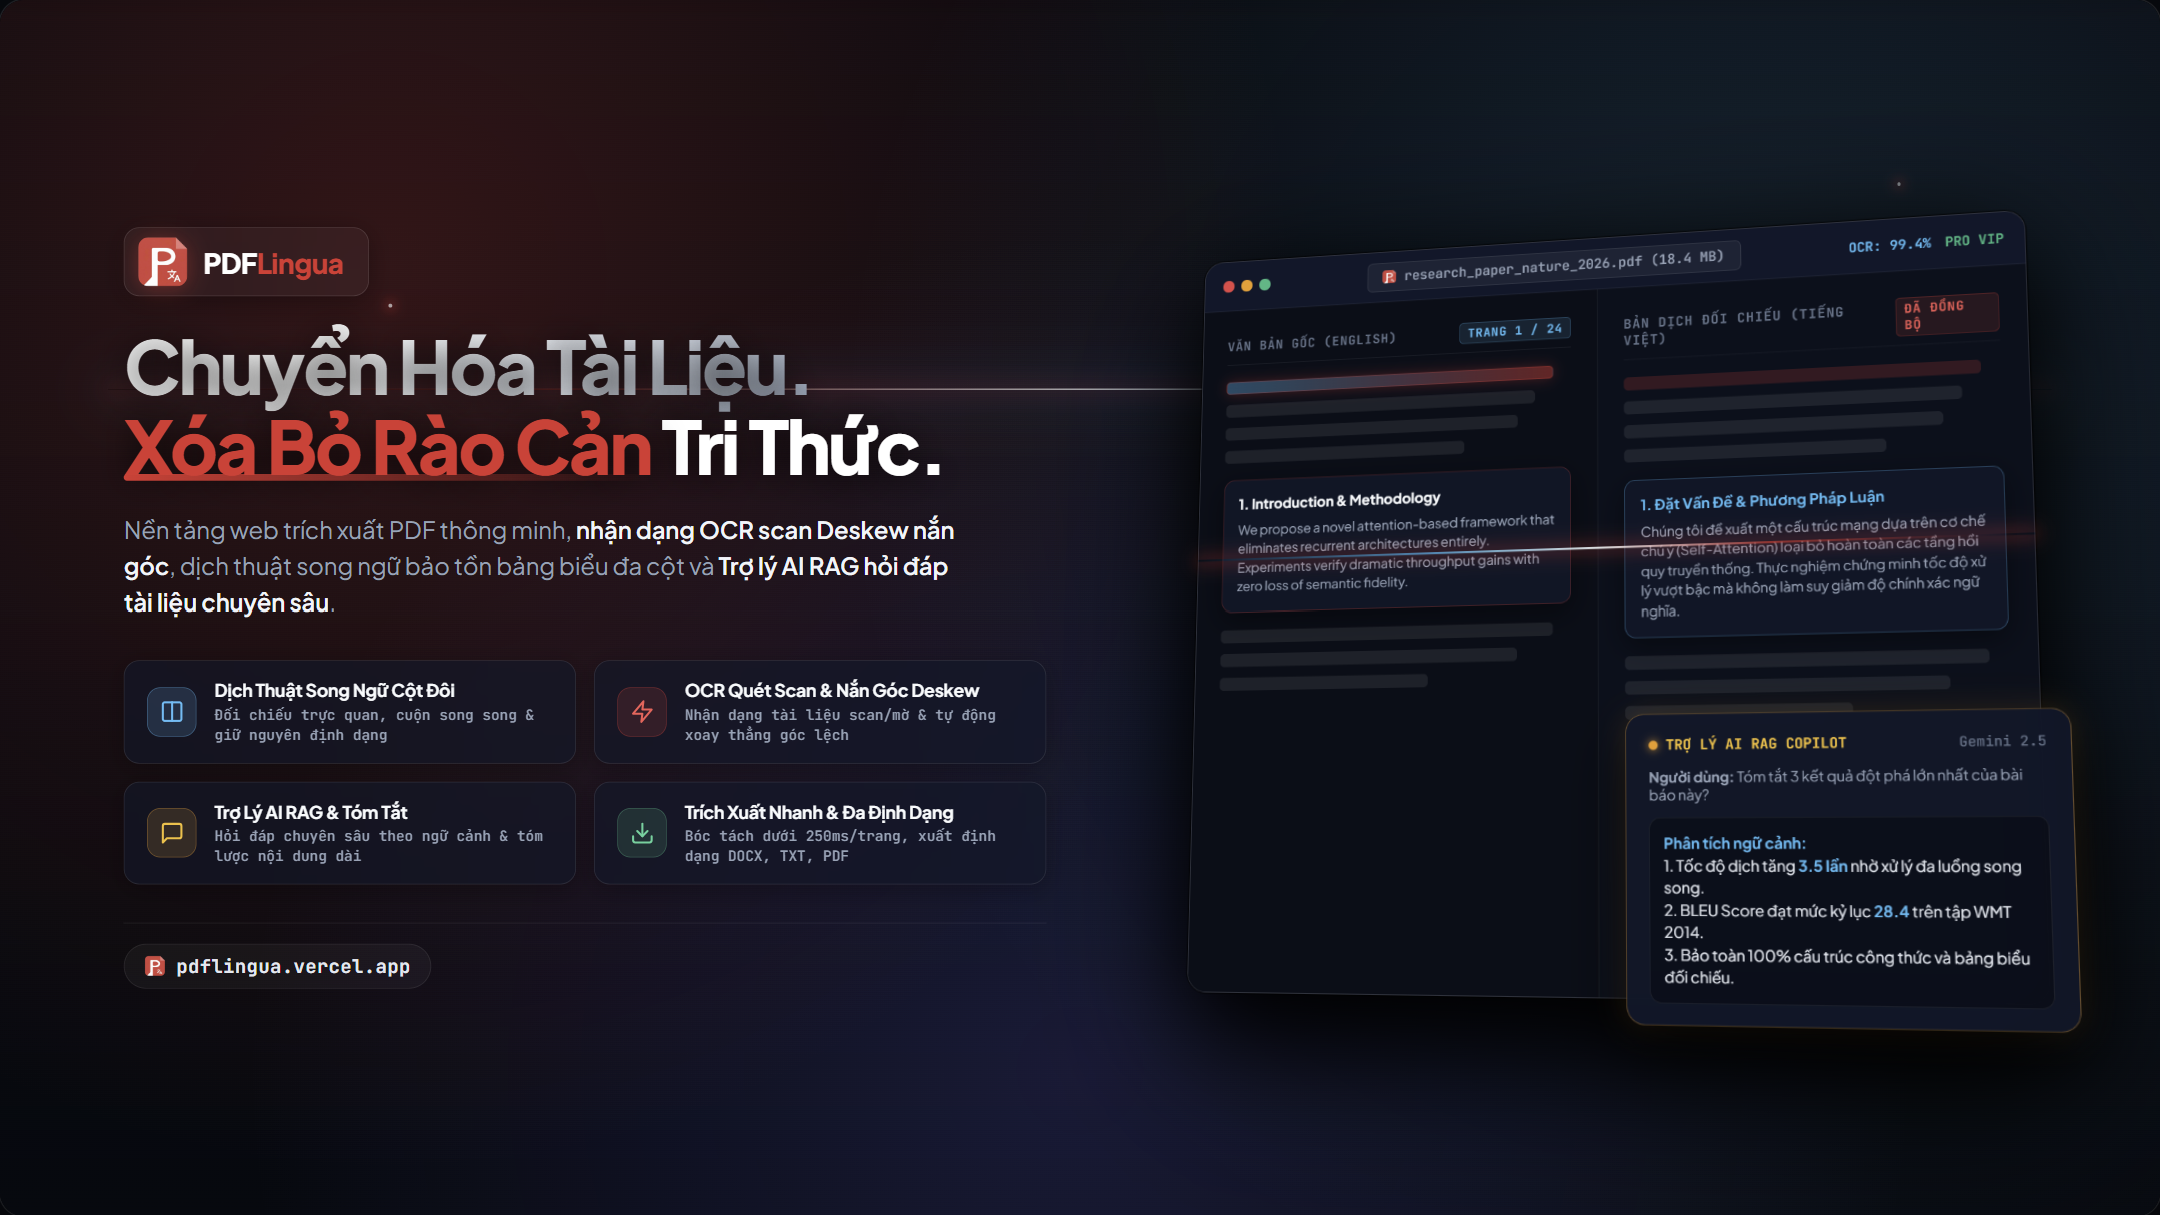 PDFLingua
Chuyển Hóa Tài Liệu.
Xóa Bỏ Rào Cản Tri Thức.
Nền tảng web trích xuất PDF thông minh, nhận dạng OCR scan Deskew nắn
góc, dịch thuật song ngữ bảo tồn bảng biểu đa cột và Trợ lý AI RAG hỏi đáp
tài liệu chuyên sâu.
Dịch Thuật Song Ngữ Cột Đôi
Đối chiếu trực quan, cuộn song song &
giữ nguyên định dạng
OCR Quét Scan & Nắn Góc Deskew
Nhận dạng tài liệu scan/mờ & tự động
xoay thẳng góc lệch
Trợ Lý AI RAG & Tóm Tắt
Hỏi đáp chuyên sâu theo ngữ cảnh & tóm
lược nội dung dài
Trích Xuất Nhanh & Đa Định Dạng
Bóc tách dưới 250ms/trang, xuất định
dạng DOCX, TXT, PDF
pdflingua.vercel.app
research_paper_nature_2026.pdf (18.4 MB)
OCR: 99.4% PRO VIP
VĂN BẢN GỐC (ENGLISH)
TRANG 1 / 24
1. Introduction & Methodology
We propose a novel attention-based framework that
eliminates recurrent architectures entirely.
Experiments verify dramatic throughput gains with
zero loss of semantic fidelity.
BẢN DỊCH ĐỐI CHIẾU (TIẾNG
VIỆT)
ĐÃ ĐỒNG
BỘ
1. Đặt Vấn Đề & Phương Pháp Luận
Chúng tôi đề xuất một cấu trúc mạng dựa trên cơ chế
chú ý (Self-Attention) loại bỏ hoàn toàn các tầng hồi
quy truyền thống. Thực nghiệm chứng minh tốc độ xử
lý vượt bậc mà không làm suy giảm độ chính xác ngữ
nghĩa.
TRỢ LÝ AI RAG COPILOT
Gemini 2.5
Người dùng: Tóm tắt 3 kết quả đột phá lớn nhất của bài
báo này?
Phân tích ngữ cảnh:
1. Tốc độ dịch tăng 3.5 lần nhờ xử lý đa luồng song
song.
2. BLEU Score đạt mức kỷ lục 28.4 trên tập WMT
2014.
3. Bảo toàn 100% cấu trúc công thức và bảng biểu
đối chiếu.